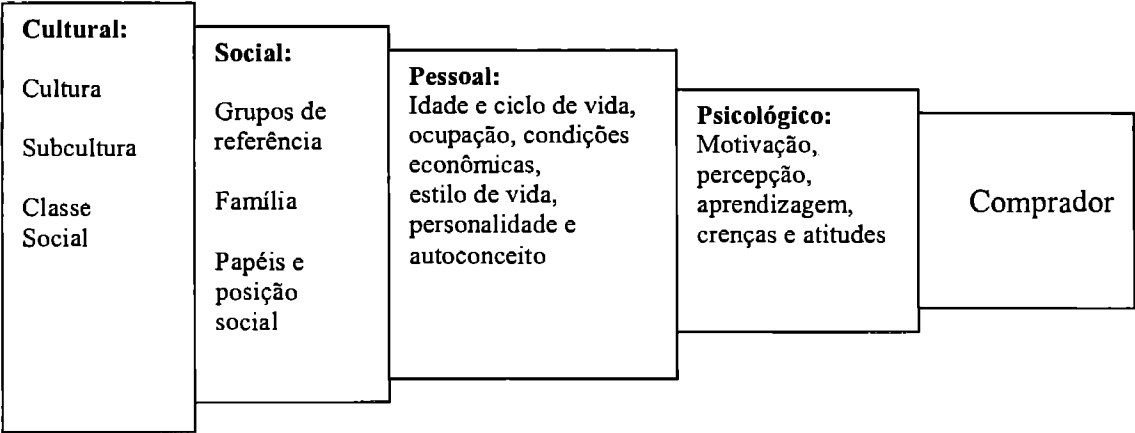 Cultural:
Cultura
Subcultura
Classe
Social
Social:
Grupos de
referência
Família
Papéis e
posição
social
Pessoal:
Idade e ciclo de vida,
ocupação, condições
econômicas,
estilo de vida,
personalidade e
autoconceito
Psicológico:
Motivação,
percepção,
aprendizagem,
crenças e atitudes
Comprador